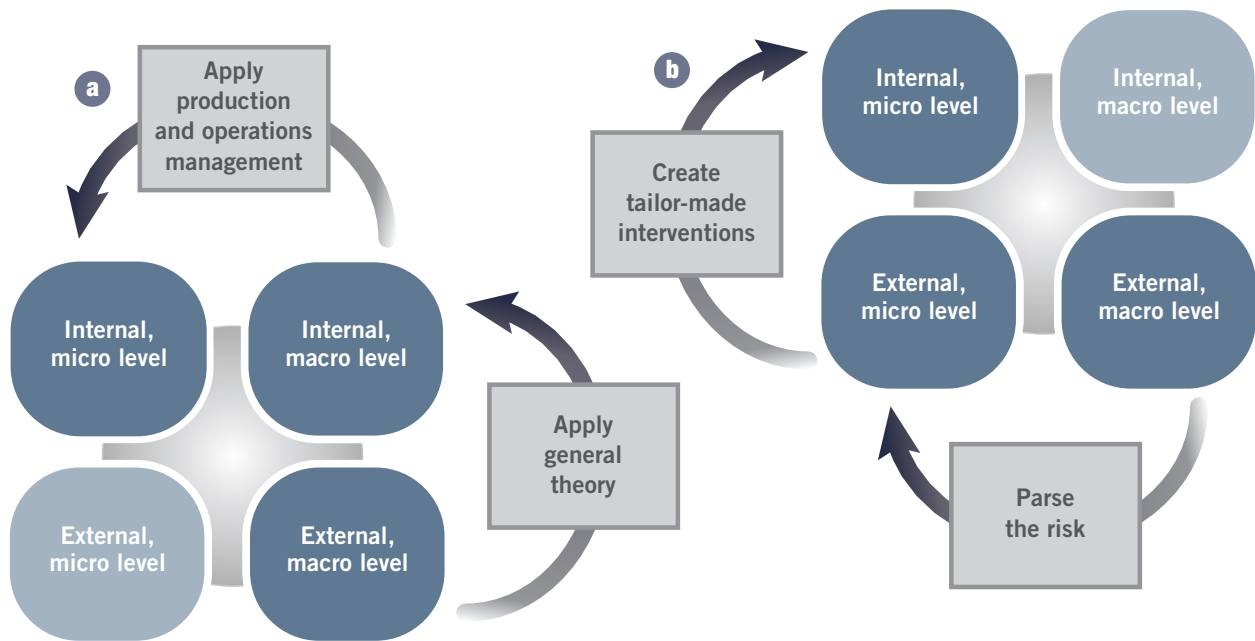 a
Apply
production
and operations
management
Internal,
micro level
Internal,
macro level
External,
micro level
External,
macro level
Apply
general
theory
b
Create
tailor-made
interventions
Internal,
micro level
Internal,
macro level
External,
micro level
External,
macro level
Parse
the risk